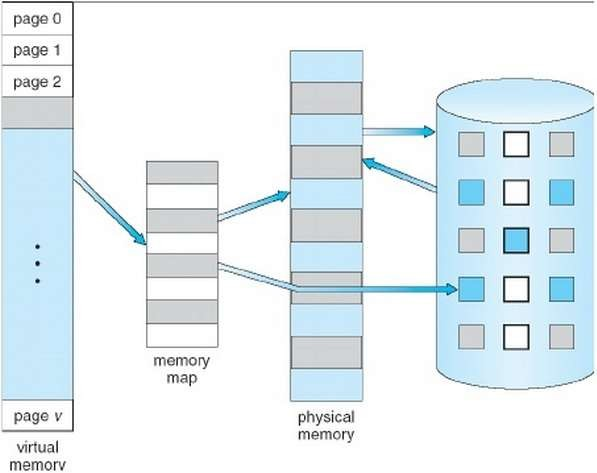 page 0
page 1
page 2
page v
virtual
memory
memory
map
physical
memory